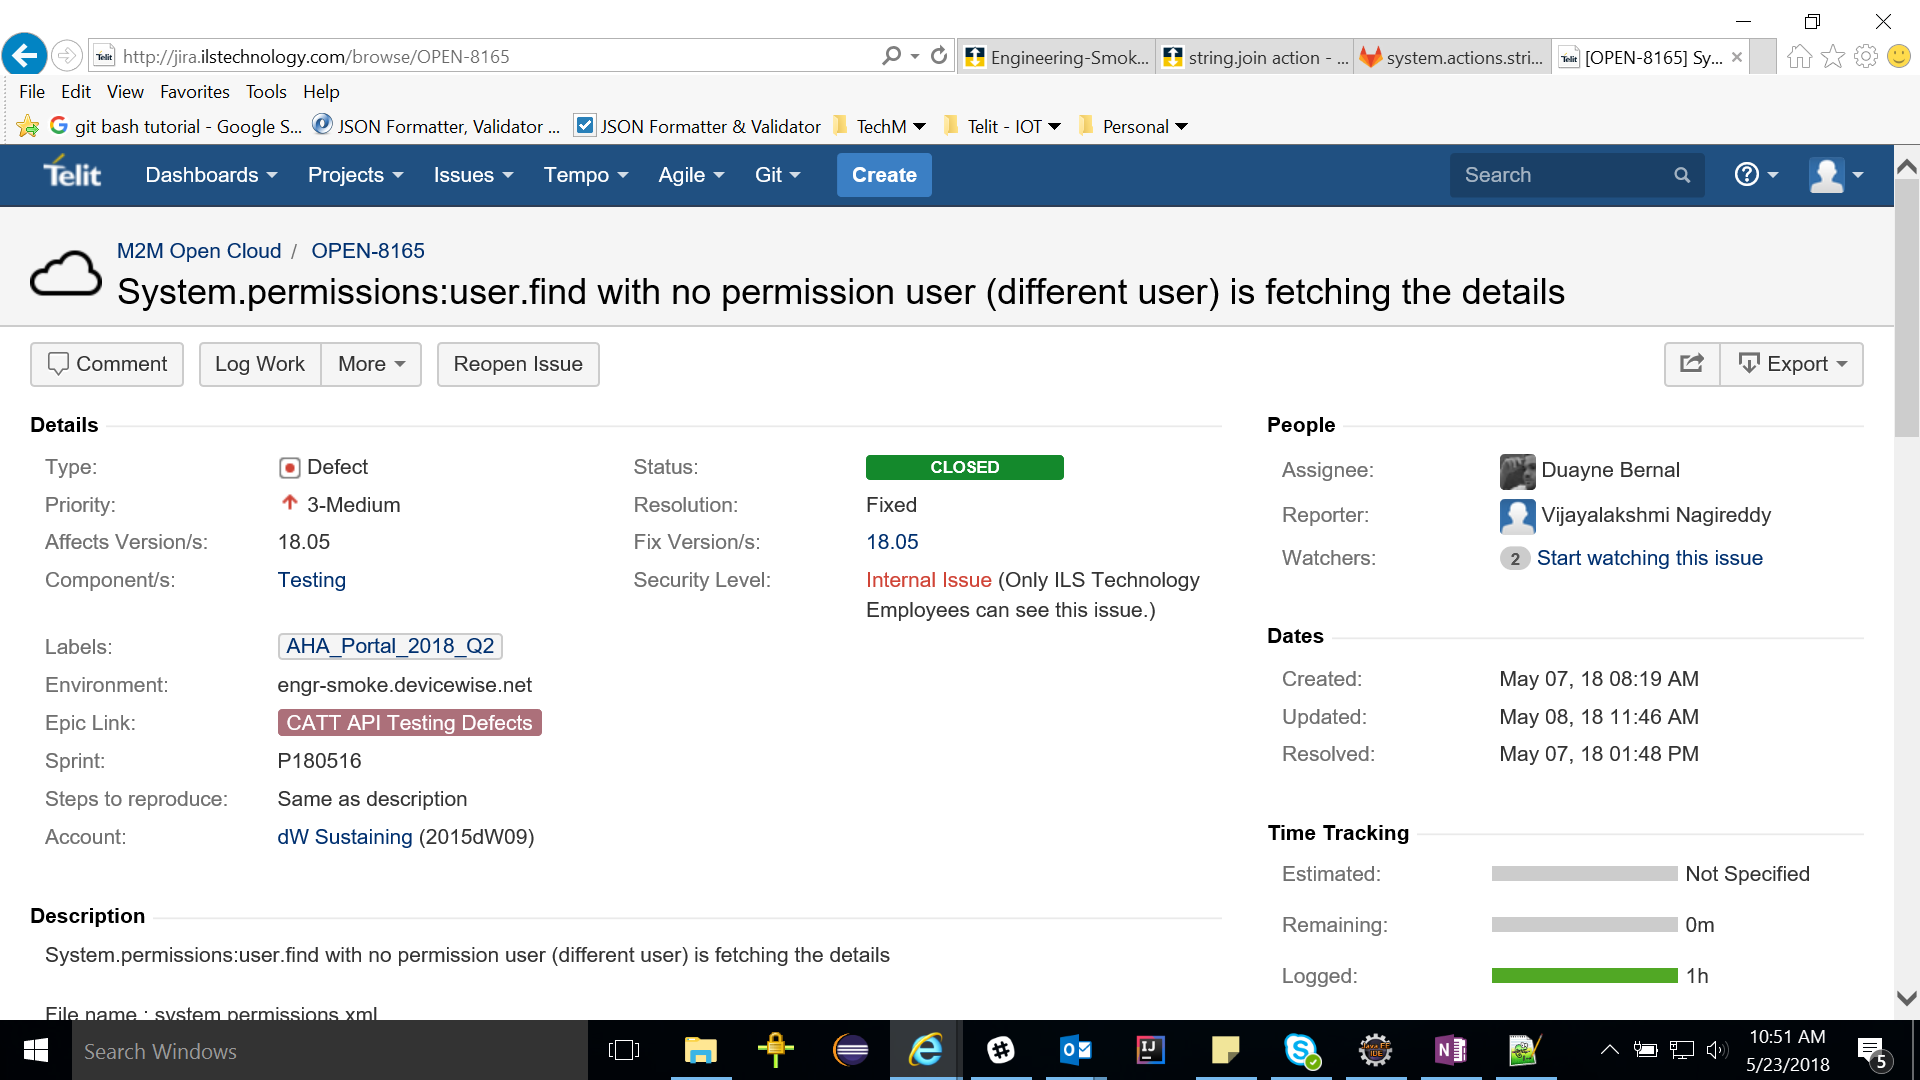 http://jira.ilstechnology.com/browse/OPEN-8165
Engineering-Smok...
string.join action - ...
system.actions.stri...
[OPEN-8165] Sy...
File Edit View Favorites Tools Help
git bash tutorial - Google S...
JSON Formatter, Validator ...
JSON Formatter & Validator
TechM
Telit - IOT
Personal
Telit
Dashboards Projects Issues Tempo Agile Git Create
Search
M2M Open Cloud / OPEN-8165
System.permissions:user.find with no permission user (different user) is fetching the details
Comment Log Work More Reopen Issue
Export
Details
Type: Defect
Status: CLOSED
Priority: 3-Medium
Resolution: Fixed
Affects Version/s: 18.05
Fix Version/s: 18.05
Component/s: Testing
Security Level: Internal Issue (Only ILS Technology
Employees can see this issue.)
Labels: AHA_Portal_2018_Q2
Environment: engr-smoke.devicewise.net
Epic Link: CATT API Testing Defects
Sprint: P180516
Steps to reproduce: Same as description
Account: dW Sustaining (2015dW09)
Description
System.permissions:user.find with no permission user (different user) is fetching the details
File name : system.permissions.xml
People
Assignee: Duayne Bernal
Reporter: Vijayalakshmi Nagireddy
Watchers: 2 Start watching this issue
Dates
Created: May 07, 18 08:19 AM
Updated: May 08, 18 11:46 AM
Resolved: May 07, 18 01:48 PM
Time Tracking
Estimated: Not Specified
Remaining: 0m
Logged: 1h
Search Windows
10:51 AM
5/23/2018
5